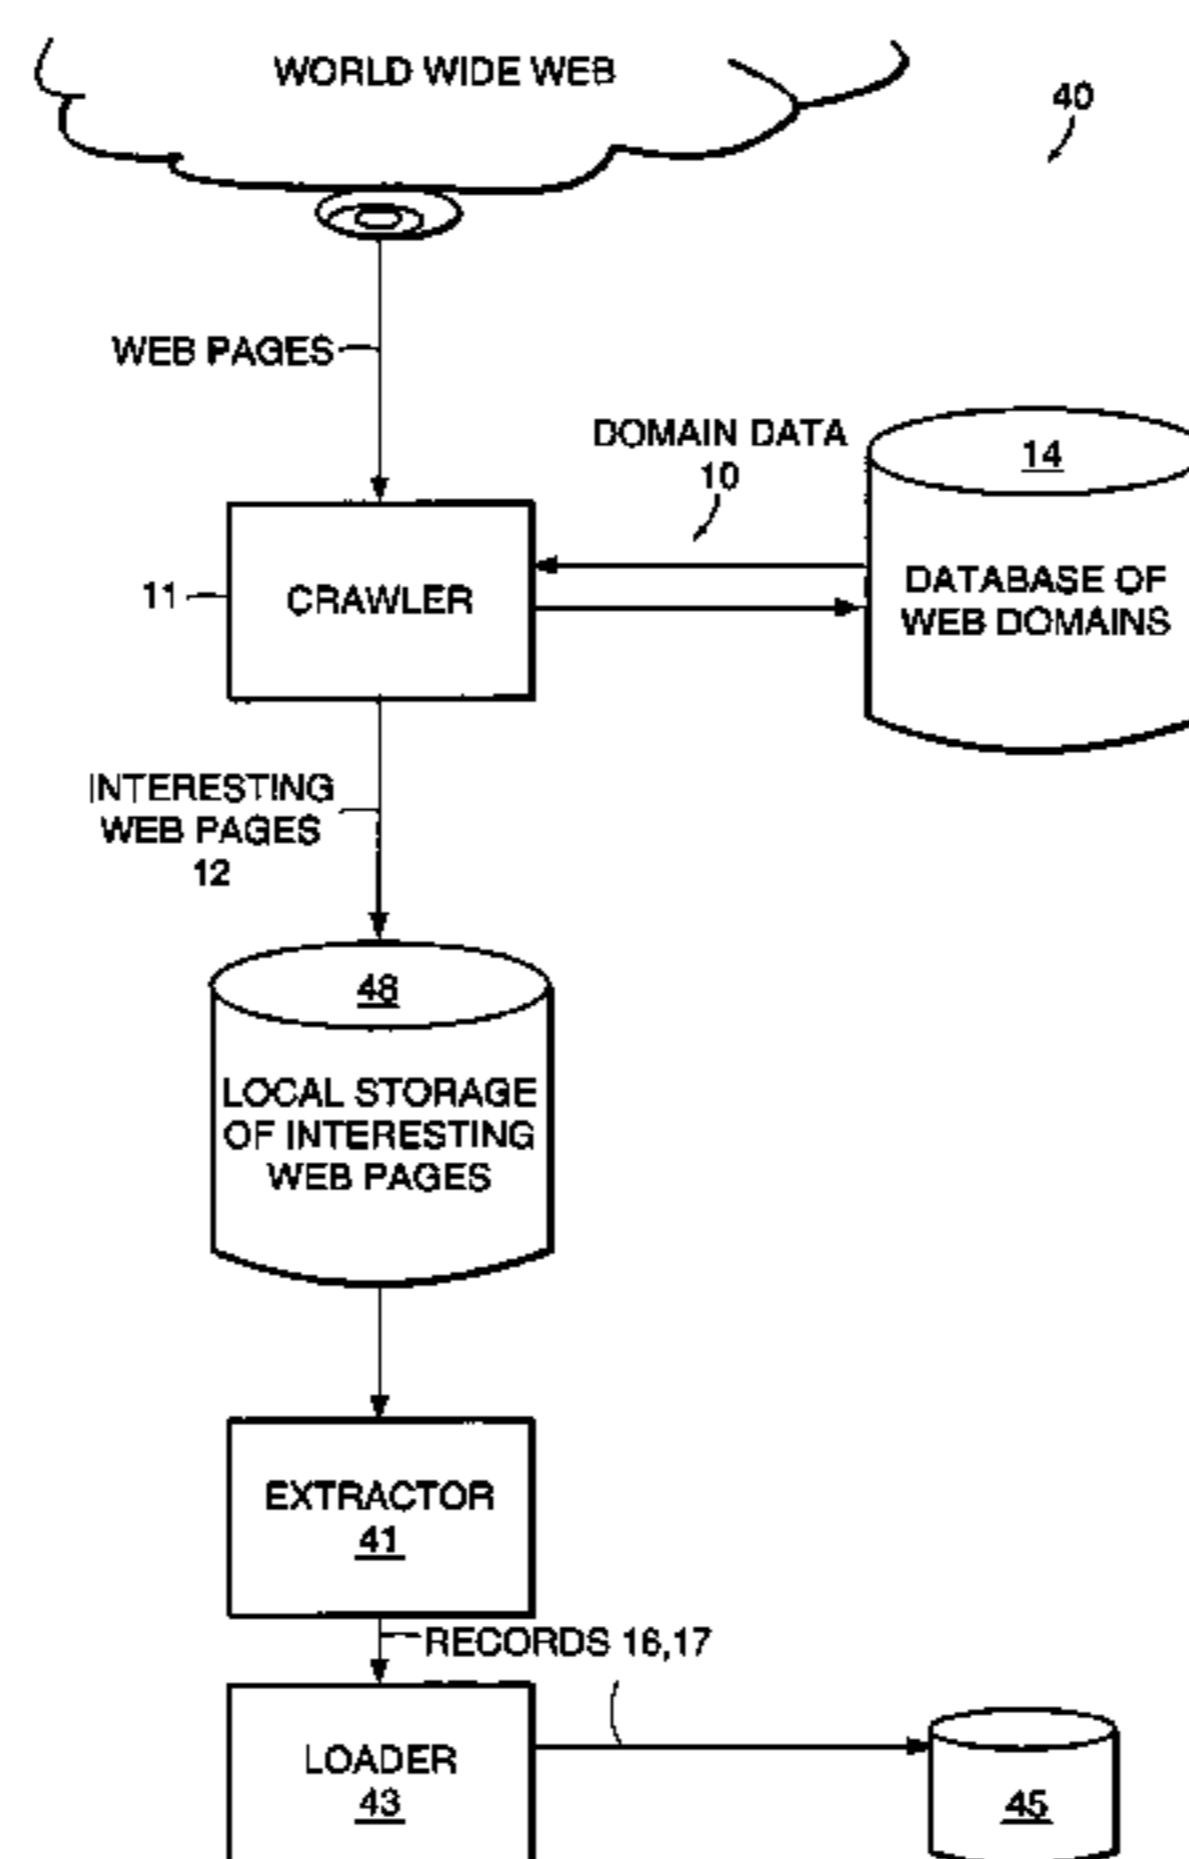 WORLD WIDE WEB
40
WEB PAGES
DOMAIN DATA
10
14
DATABASE OF
WEB DOMAINS
11
CRAWLER
INTERESTING
WEB PAGES
12
48
LOCAL STORAGE
OF INTERESTING
WEB PAGES
EXTRACTOR
41
RECORDS 16,17
LOADER
43
45